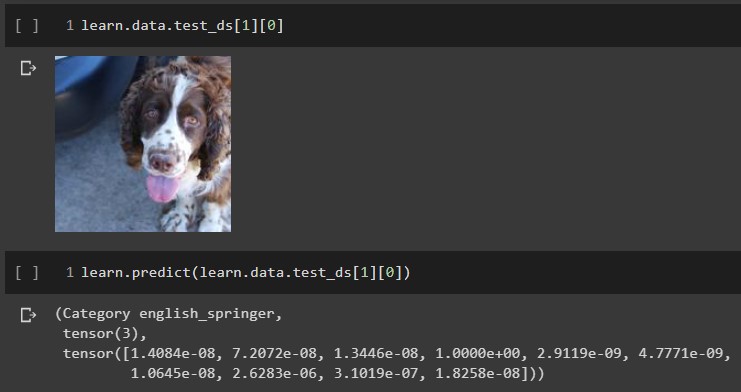 [ ] 1 learn.data.test_ds[1][0]
[ ] 1 learn.predict(learn.data.test_ds[1][0])
(Category english_springer,
tensor(3),
tensor([1.4084e-08, 7.2072e-08, 1.3446e-08, 1.0000e+00, 2.9119e-09, 4.7771e-09,
1.0645e-08, 2.6283e-06, 3.1019e-07, 1.8258e-08]))